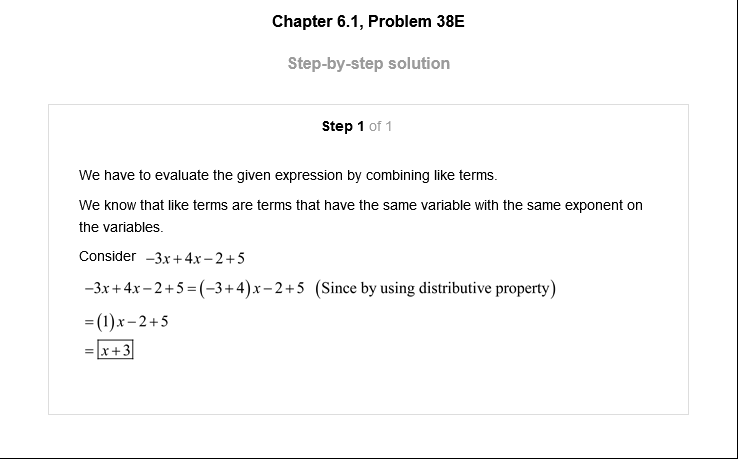 Chapter 6.1, Problem 38E
Step-by-step solution
Step 1 of 1
We have to evaluate the given expression by combining like terms.
We know that like terms are terms that have the same variable with the same exponent on
the variables.
Consider −3x+4x−2+5
−3x+4x−2+5=(−3+4)x−2+5 (Since by using distributive property)
=(1)x−2+5
=x+3